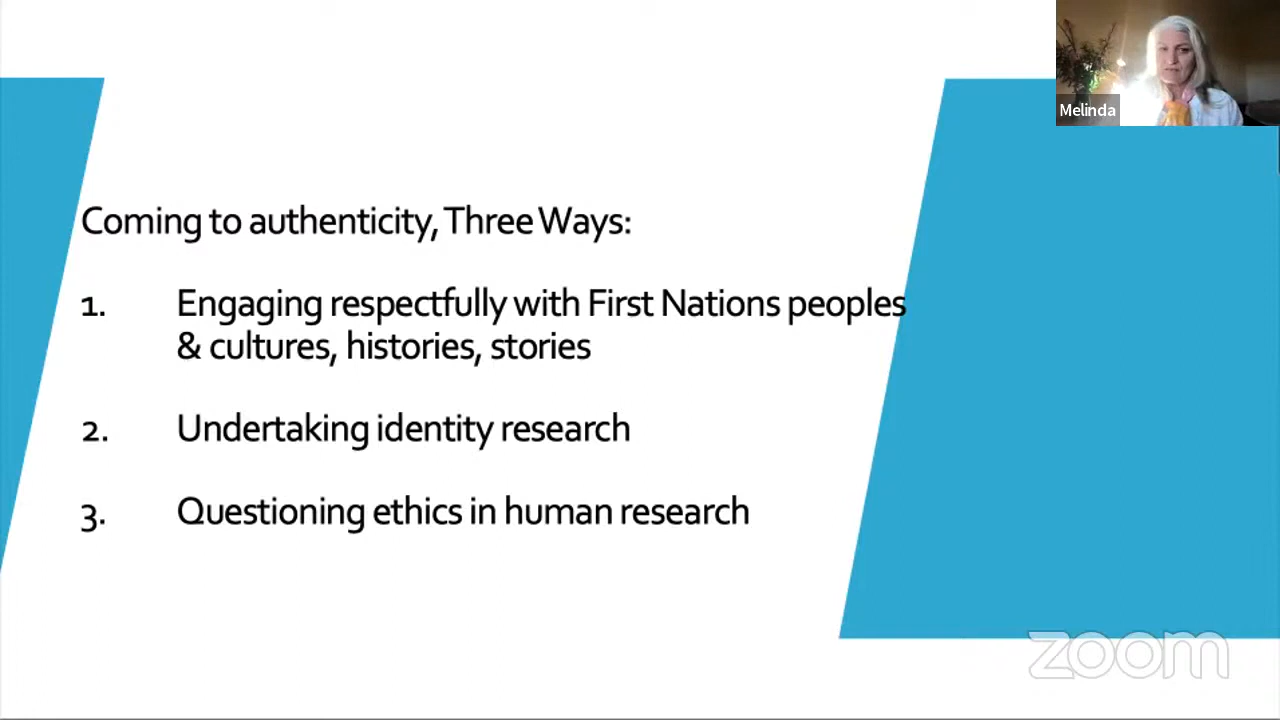 Melinda
Coming to authenticity, Three Ways:
1. Engaging respectfully with First Nations peoples
& cultures, histories, stories
2. Undertaking identity research
3. Questioning ethics in human research
zoom